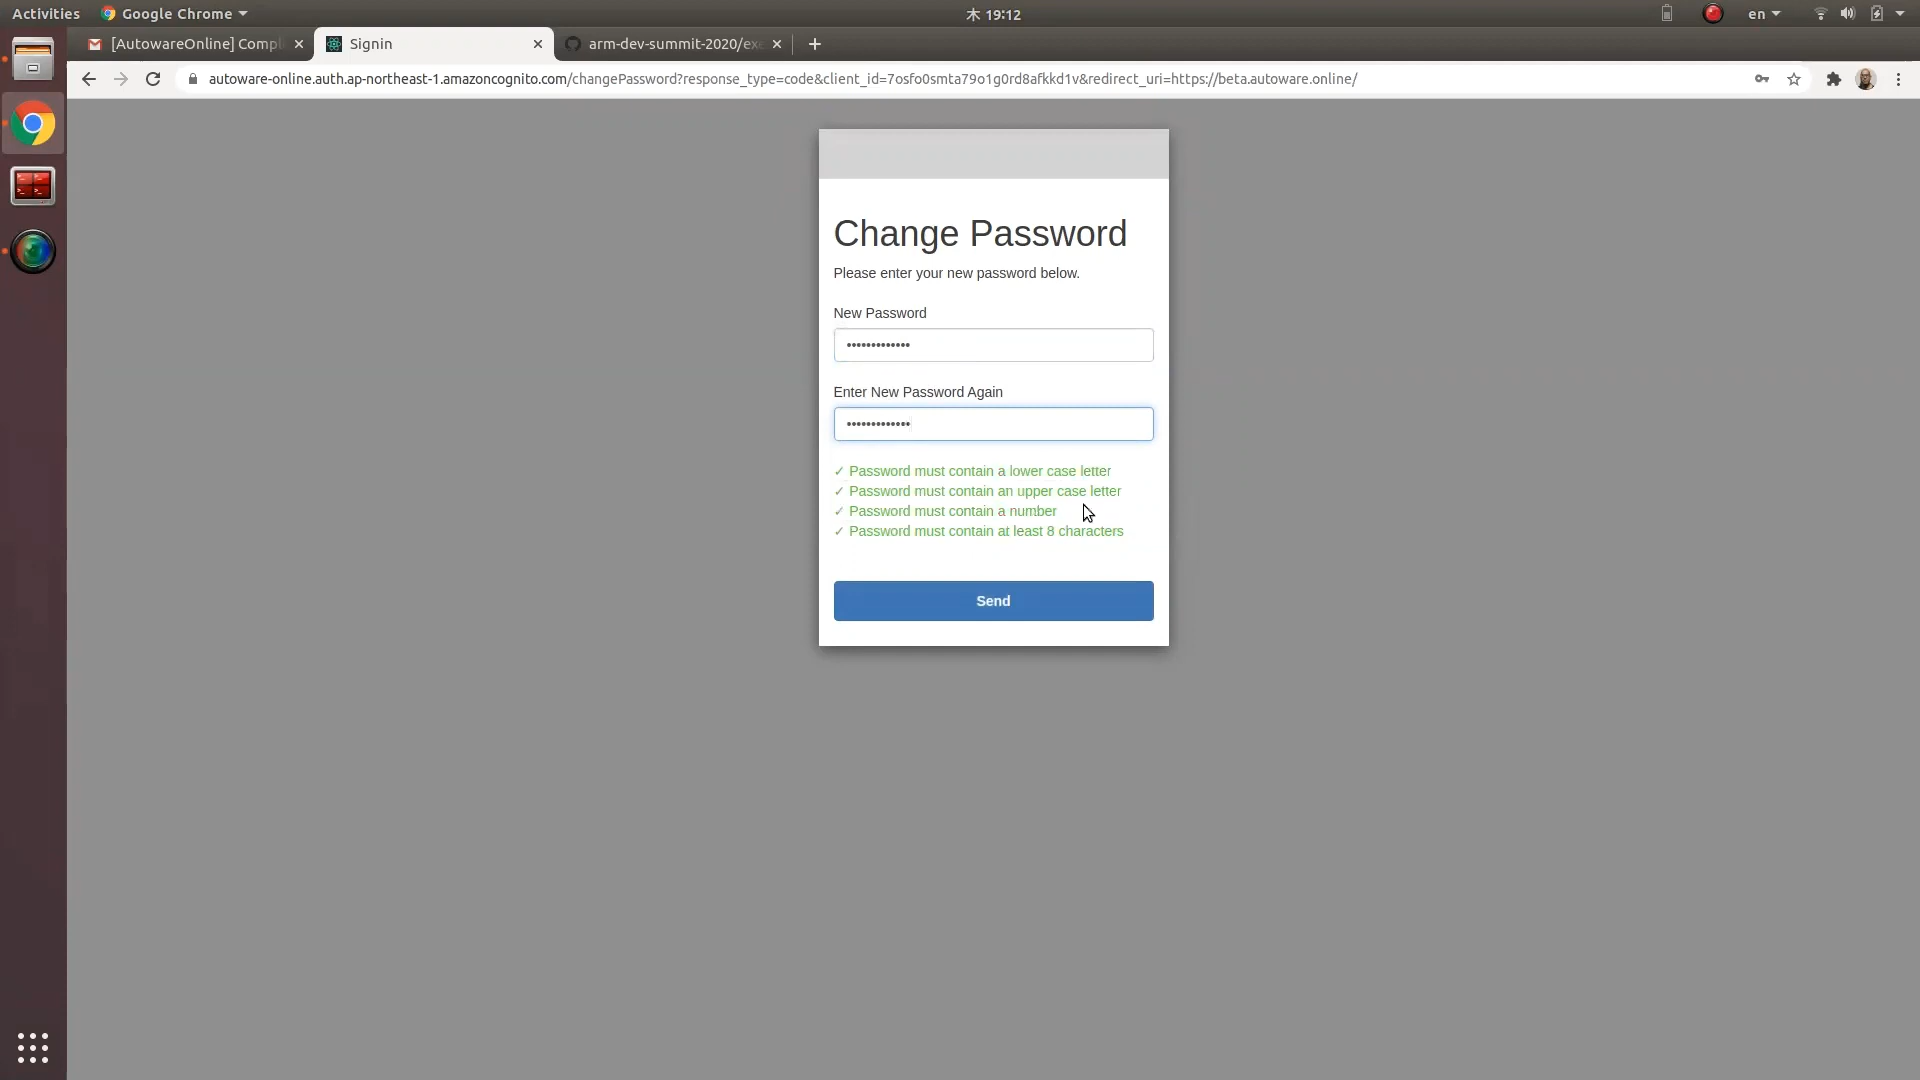 Activities
Google Chrome
木 19:12
en
[AutowareOnline] Compl
Signin
arm-dev-summit-2020/exe
autoware-online.auth.ap-northeast-1.amazoncognito.com/changePassword?response_type=code&client_id=7osfo0smta79o1g0rd8afkkd1v&redirect_uri=https://beta.autoware.online/
Change Password
Please enter your new password below.
New Password
•••••••••••••
Enter New Password Again
•••••••••••••
✓ Password must contain a lower case letter
✓ Password must contain an upper case letter
✓ Password must contain a number
✓ Password must contain at least 8 characters
Send